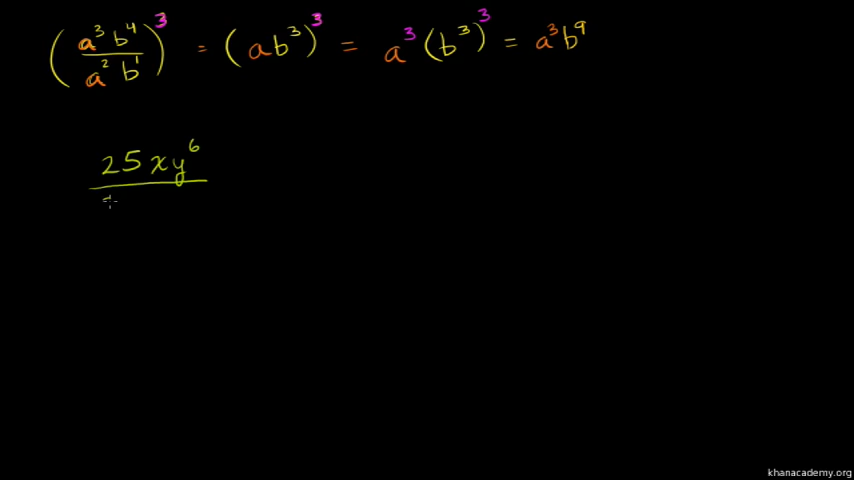 (a³b⁴/a²b¹)³ = (ab³)³ = a³(b³)³ = a³b⁹
25xy⁶
khanacademy.org